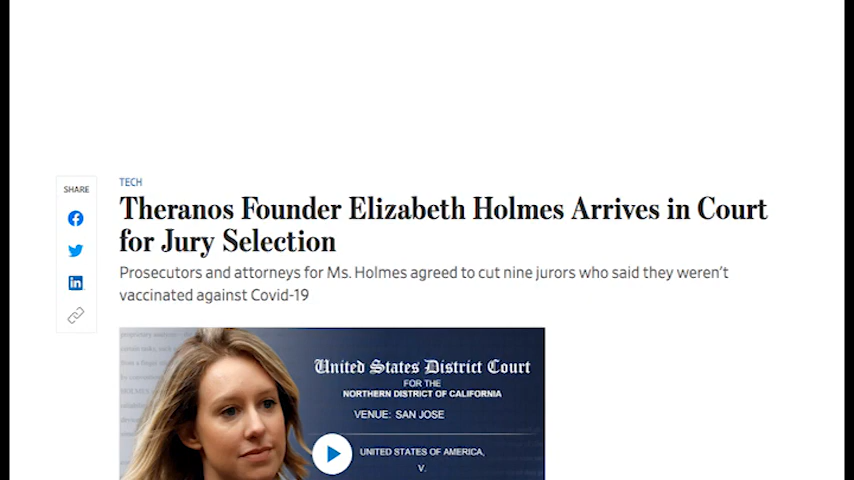 SHARE
TECH
Theranos Founder Elizabeth Holmes Arrives in Court
for Jury Selection
Prosecutors and attorneys for Ms. Holmes agreed to cut nine jurors who said they weren't
vaccinated against Covid-19
United States District Court
FOR THE
NORTHERN DISTRICT OF CALIFORNIA
VENUE: SAN JOSE
UNITED STATES OF AMERICA,
V.